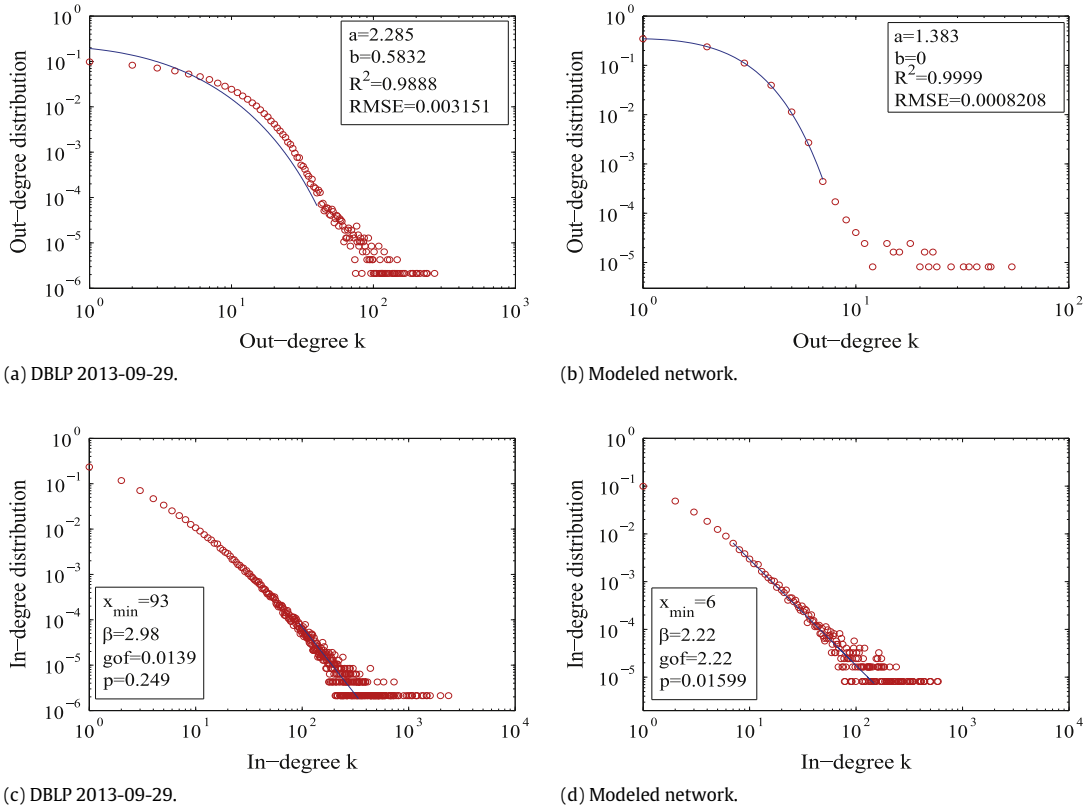 10^0
10^-1
10^-2
10^-3
10^-4
10^-5
10^-6
Out-degree distribution
a=2.285
b=0.5832
R^2=0.9888
RMSE=0.003151
10^0 10^1 10^2 10^3
Out-degree k
(a) DBLP 2013-09-29.
10^0
10^-1
10^-2
10^-3
10^-4
10^-5
Out-degree distribution
a=1.383
b=0
R^2=0.9999
RMSE=0.0008208
10^0 10^1 10^2
Out-degree k
(b) Modeled network.
10^0
10^-1
10^-2
10^-3
10^-4
10^-5
10^-6
In-degree distribution
x_min=93
β=2.98
gof=0.0139
p=0.249
10^0 10^1 10^2 10^3 10^4
In-degree k
(c) DBLP 2013-09-29.
10^0
10^-1
10^-2
10^-3
10^-4
10^-5
In-degree distribution
x_min=6
β=2.22
gof=2.22
p=0.01599
10^0 10^1 10^2 10^3 10^4
In-degree k
(d) Modeled network.